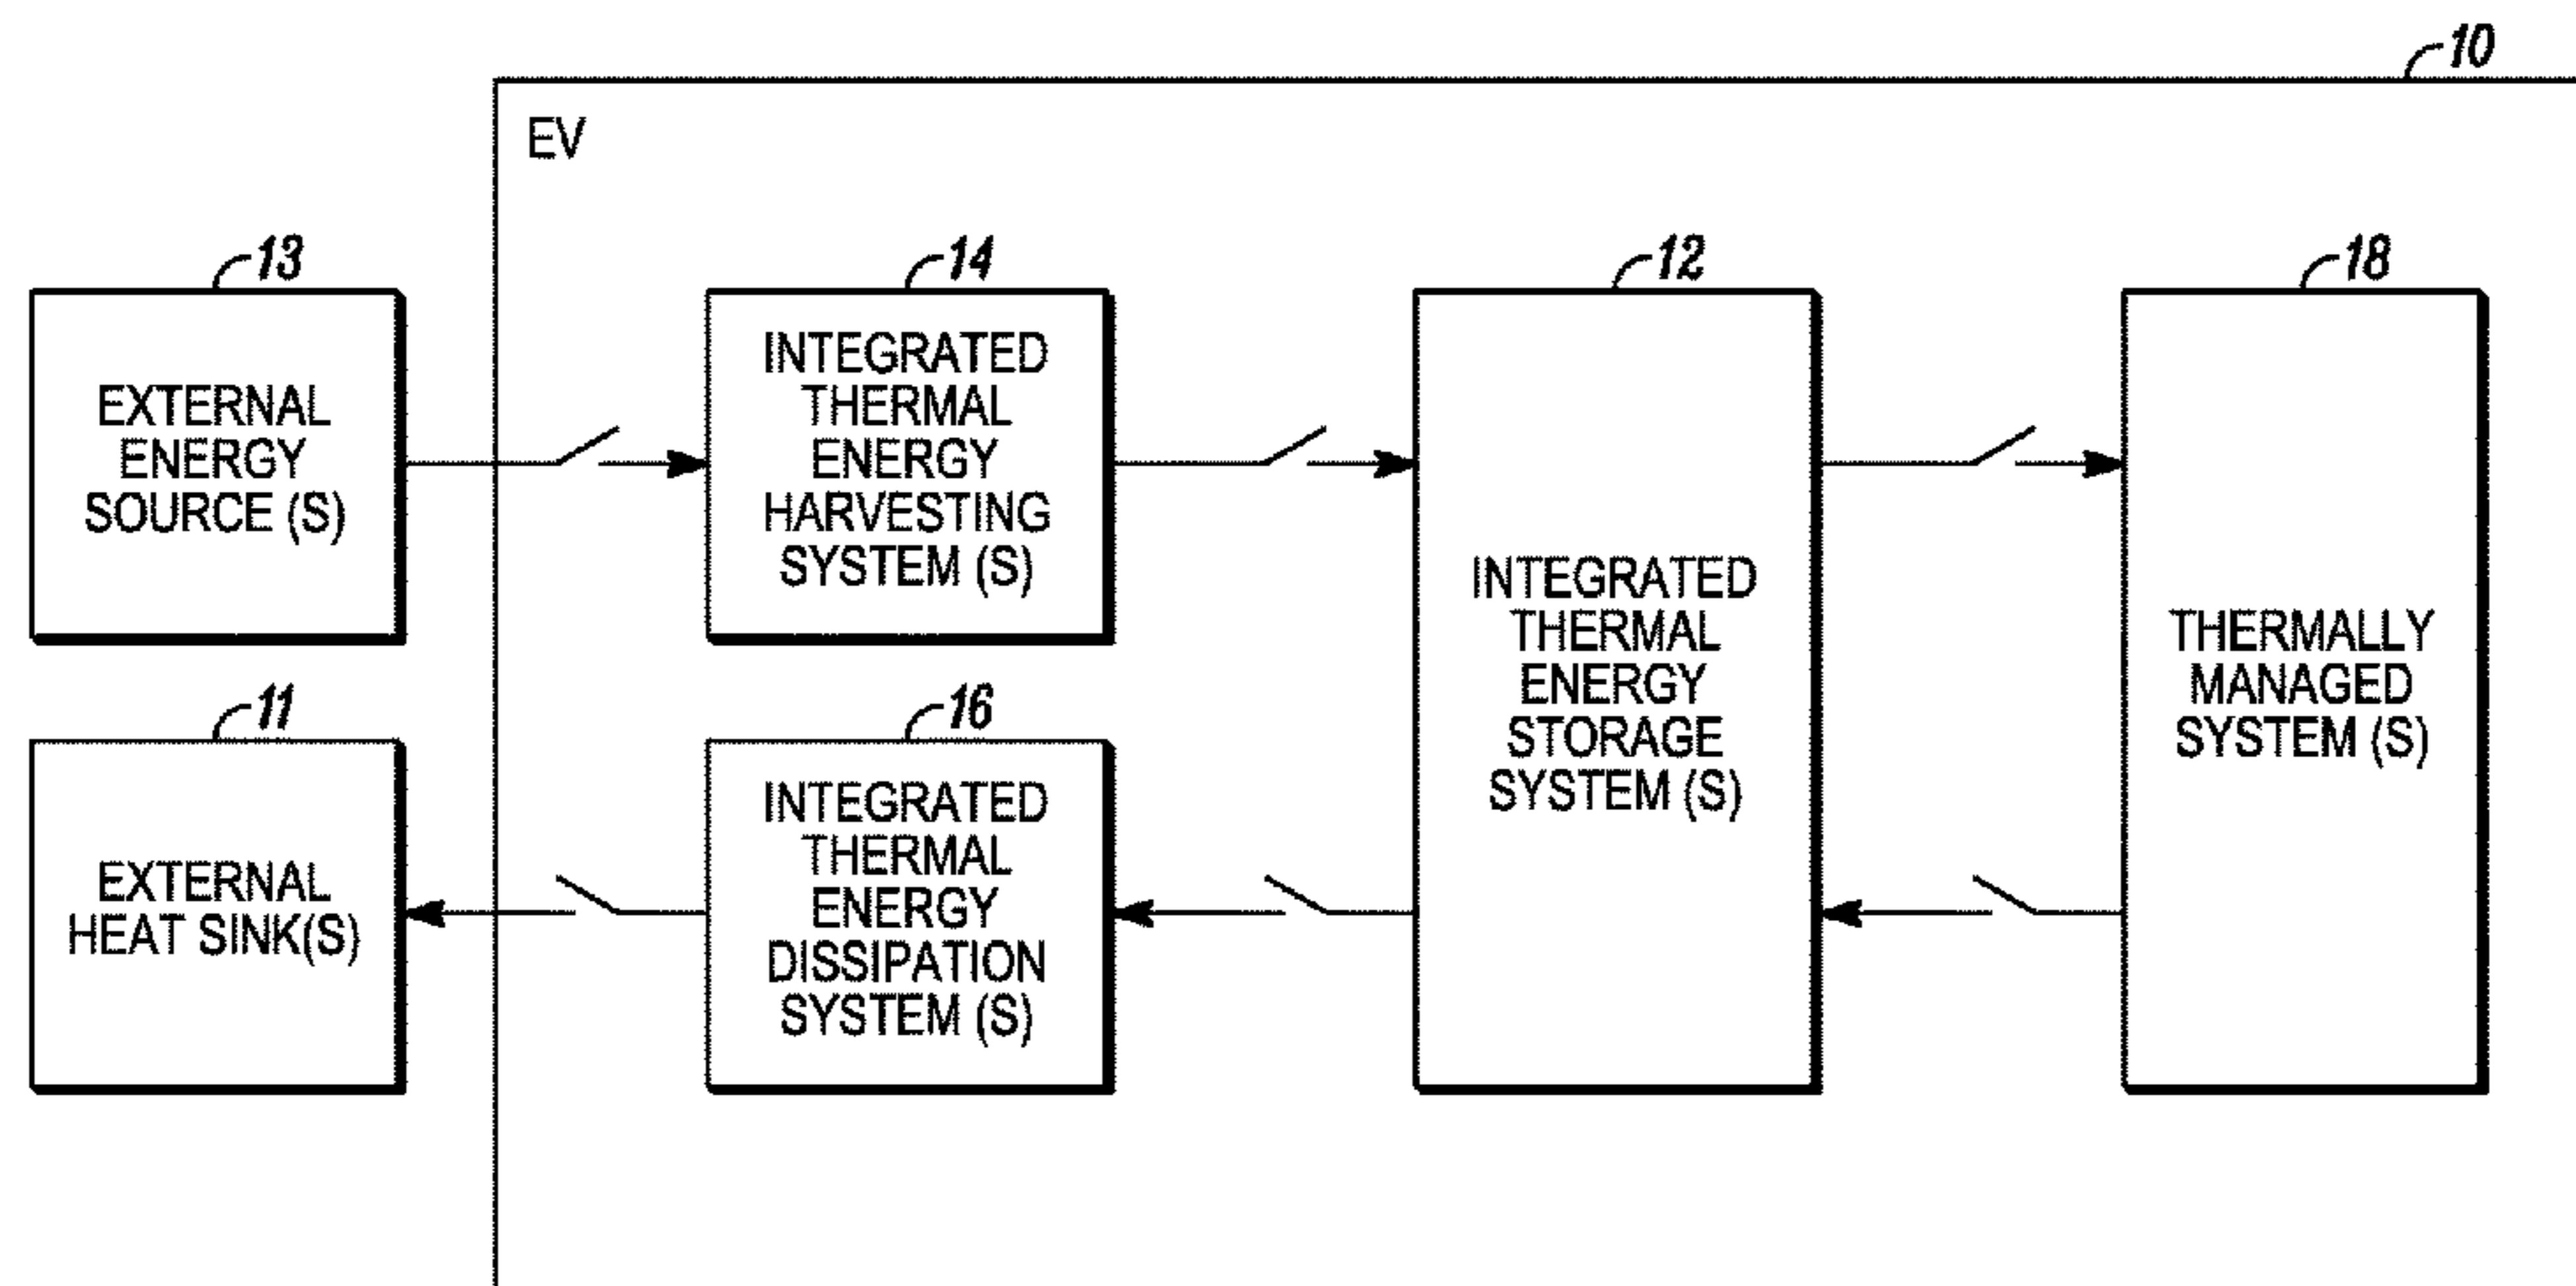 10
EV
13
EXTERNAL
ENERGY
SOURCE (S)
14
INTEGRATED
THERMAL
ENERGY
HARVESTING
SYSTEM (S)
12
INTEGRATED
THERMAL
ENERGY
STORAGE
SYSTEM (S)
18
THERMALLY
MANAGED
SYSTEM (S)
11
EXTERNAL
HEAT SINK(S)
16
INTEGRATED
THERMAL
ENERGY
DISSIPATION
SYSTEM (S)